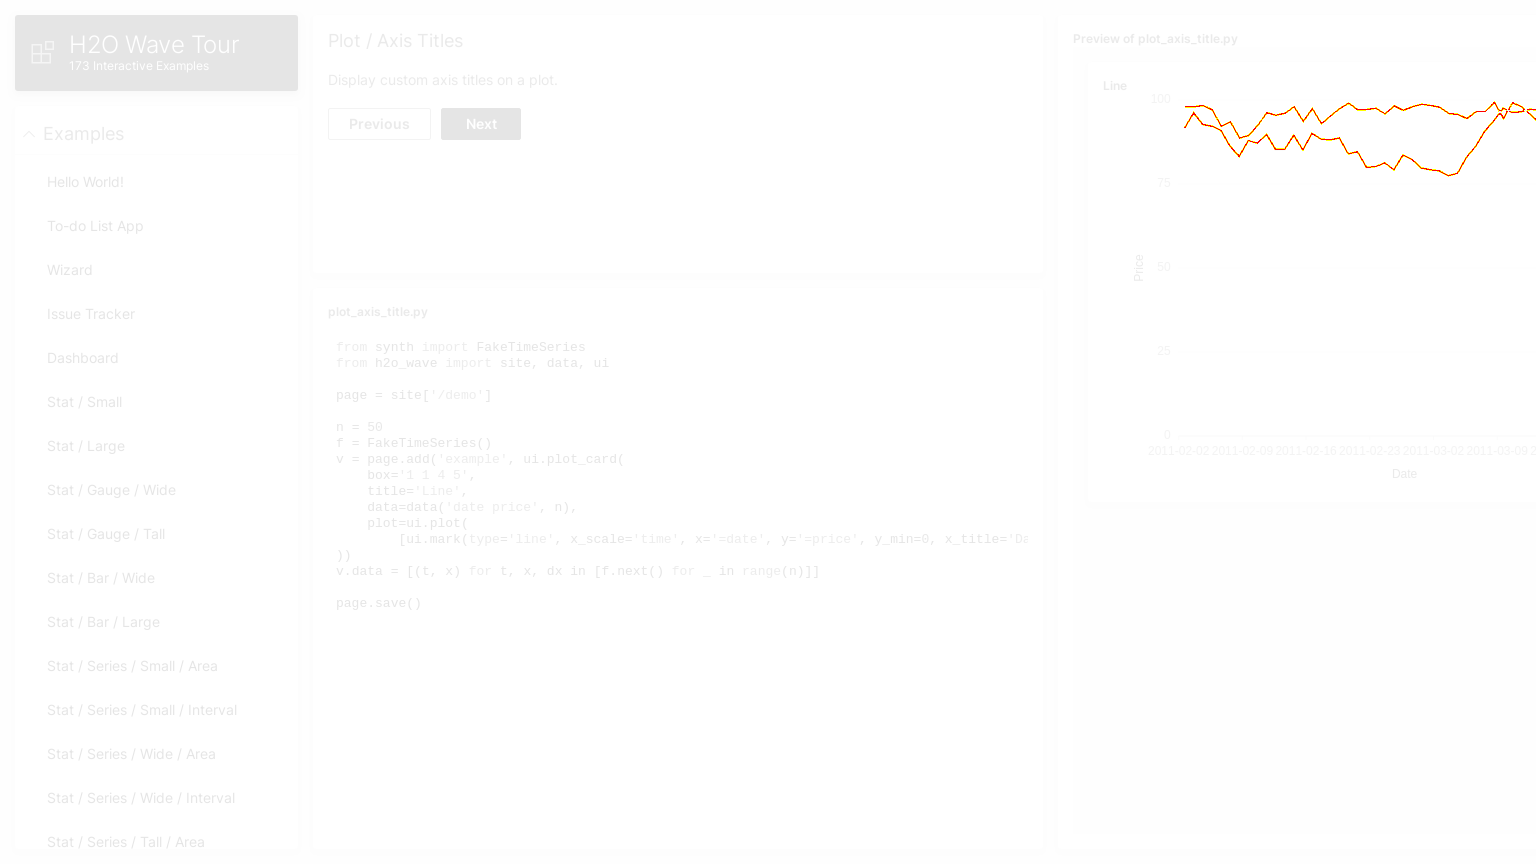 H2O Wave Tour
173 Interactive Examples
Examples
Hello World!
To-do List App
Wizard
Issue Tracker
Dashboard
Stat / Small
Stat / Large
Stat / Gauge / Wide
Stat / Gauge / Tall
Stat / Bar / Wide
Stat / Bar / Large
Stat / Series / Small / Area
Stat / Series / Small / Interval
Stat / Series / Wide / Area
Stat / Series / Wide / Interval
Stat / Series / Tall / Area
Plot / Axis Titles
Display custom axis titles on a plot.
Previous Next
plot_axis_title.py
from synth import FakeTimeSeries
from h2o_wave import site, data, ui
page = site['/demo']
n = 50
f = FakeTimeSeries()
v = page.add('example', ui.plot_card(
box='1 1 4 5',
title='Line',
data=data('date price', n),
plot=ui.plot(
[ui.mark(type='line', x_scale='time', x='=date', y='=price', y_min=0, x_title='Da
))
v.data = [(t, x) for t, x, dx in [f.next() for _ in range(n)]]
page.save()
Preview of plot_axis_title.py
Line
100
75
50
25
0
Price
2011-02-02 2011-02-09 2011-02-16 2011-02-23 2011-03-02 2011-03-09
Date